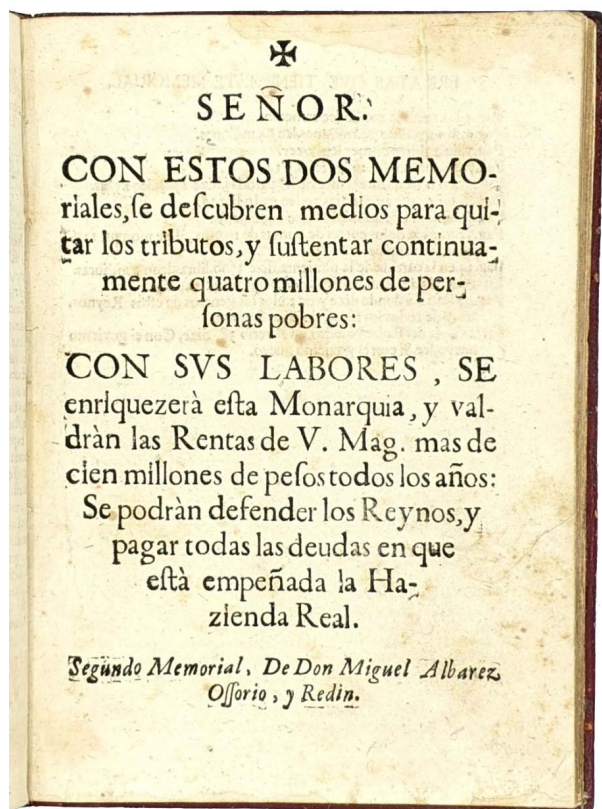 ✠
SEÑOR.
CON ESTOS DOS MEMO-
riales, ſe deſcubren medios para qui-
tar los tributos, y ſuſtentar continua-
mente quatro millones de per-
ſonas pobres:
CON SVS LABORES, SE
enriquezerà eſta Monarquia, y val-
dràn las Rentas de V. Mag. mas de
cien millones de peſos todos los años:
Se podràn defender los Reynos, y
pagar todas las deudas en que
eſtà empeñada la Ha-
zienda Real.
Segundo Memorial, De Don Miguel Albarez
Oſſorio, y Redin.